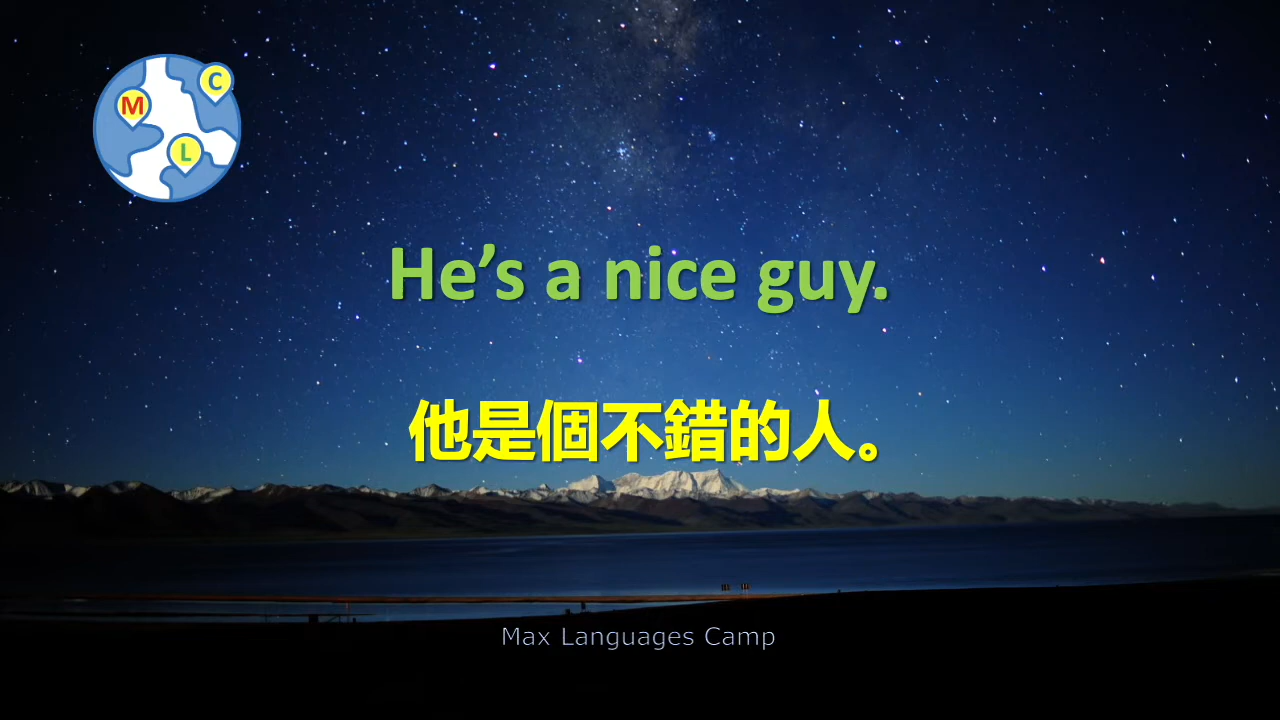 M
C
L
He’s a nice guy.
他是個不錯的人。
Max Languages Camp